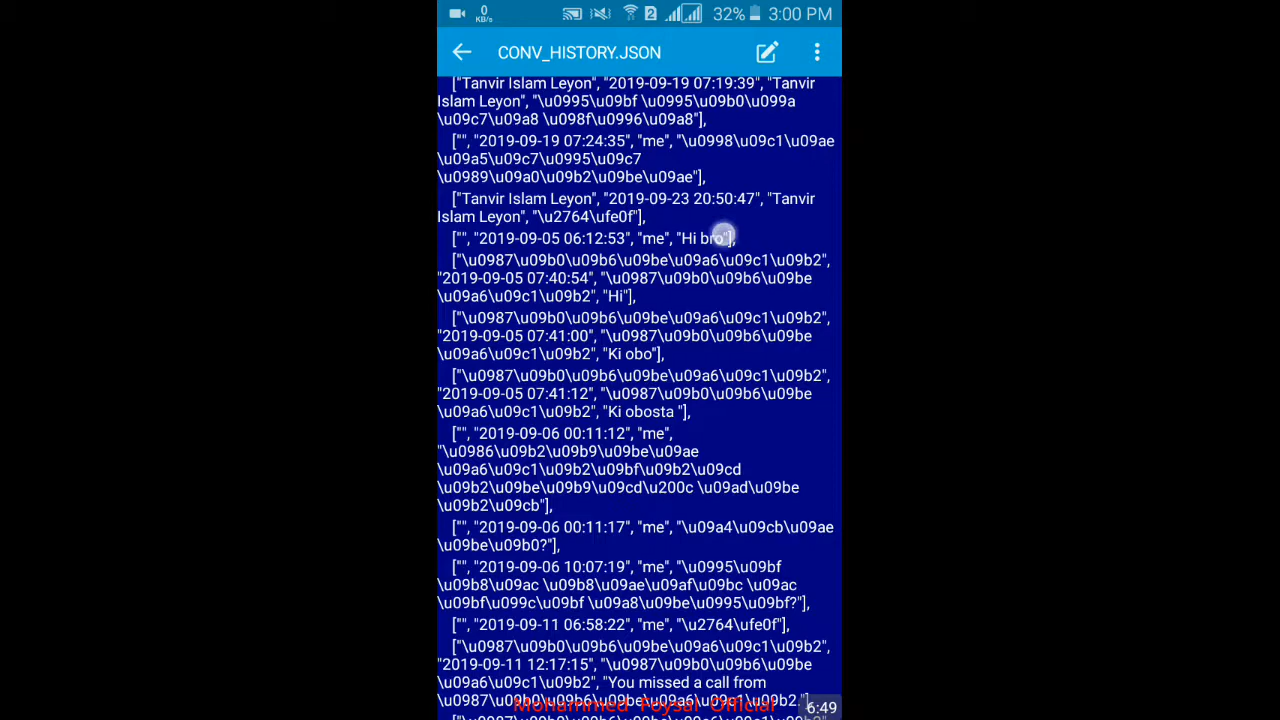 0
KB/s
2
32%
3:00 PM
CONV_HISTORY.JSON
["Tanvir Islam Leyon", "2019-09-19 07:19:39", "Tanvir
Islam Leyon", "\u0995\u09bf \u0995\u09b0\u099a
\u09c7\u09a8 \u098f\u0996\u09a8"],
["", "2019-09-19 07:24:35", "me", "\u0998\u09c1\u09ae
\u09a5\u09c7\u0995\u09c7
\u0989\u09a0\u09b2\u09be\u09ae"],
["Tanvir Islam Leyon", "2019-09-23 20:50:47", "Tanvir
Islam Leyon", "\u2764\ufe0f"],
["", "2019-09-05 06:12:53", "me", "Hi bro"],
["\u0987\u09b0\u09b6\u09be\u09a6\u09c1\u09b2",
"2019-09-05 07:40:54", "\u0987\u09b0\u09b6\u09be
\u09a6\u09c1\u09b2", "Hi"],
["\u0987\u09b0\u09b6\u09be\u09a6\u09c1\u09b2",
"2019-09-05 07:41:00", "\u0987\u09b0\u09b6\u09be
\u09a6\u09c1\u09b2", "Ki obo"],
["\u0987\u09b0\u09b6\u09be\u09a6\u09c1\u09b2",
"2019-09-05 07:41:12", "\u0987\u09b0\u09b6\u09be
\u09a6\u09c1\u09b2", "Ki obosta "],
["", "2019-09-06 00:11:12", "me",
"\u0986\u09b2\u09b9\u09be\u09ae
\u09a6\u09c1\u09b2\u09bf\u09b2\u09cd
\u09b2\u09be\u09b9\u09cd\u200c \u09ad\u09be
\u09b2\u09cb"],
["", "2019-09-06 00:11:17", "me", "\u09a4\u09cb\u09ae
\u09be\u09b0?"],
["", "2019-09-06 10:07:19", "me", "\u0995\u09bf
\u09b8\u09ac \u09b8\u09ae\u09af\u09bc \u09ac
\u09bf\u099c\u09bf \u09a8\u09be\u0995\u09bf?"],
["", "2019-09-11 06:58:22", "me", "\u2764\ufe0f"],
["\u0987\u09b0\u09b6\u09be\u09a6\u09c1\u09b2",
"2019-09-11 12:17:15", "\u0987\u09b0\u09b6\u09be
\u09a6\u09c1\u09b2", "You missed a call from
\u0987\u09b0\u09b6\u09be\u09a6\u09c1\u09b2."],
Mohammed Foysal Official
6:49